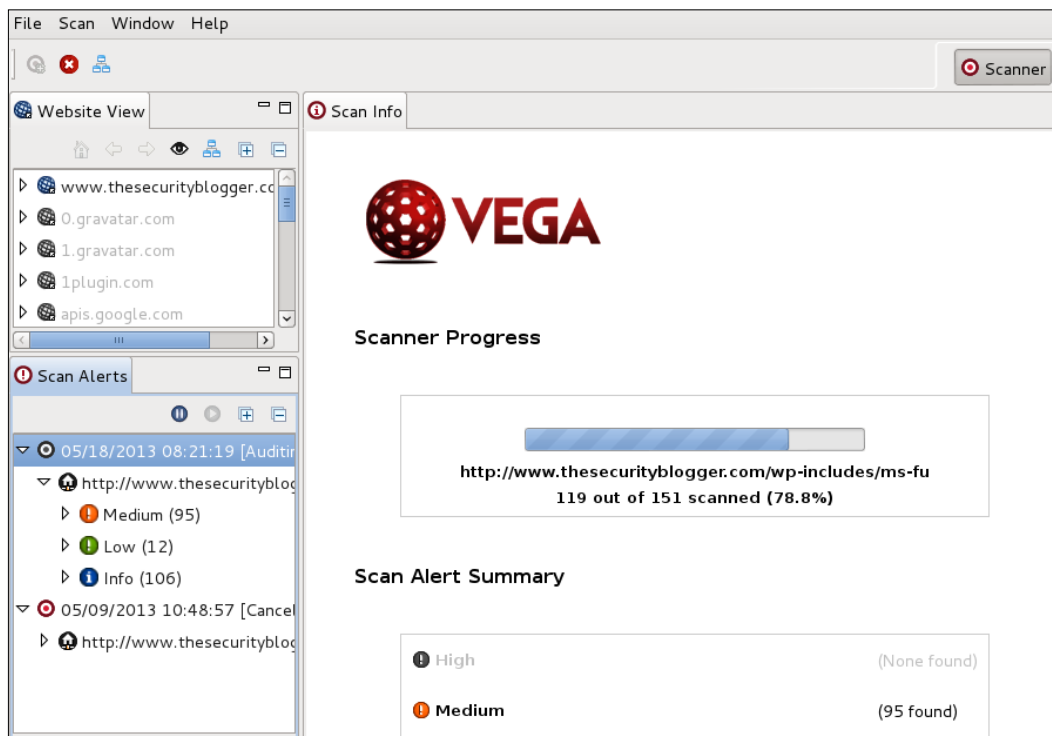 File Scan Window Help
Scanner
Website View
www.thesecurityblogger.cc
0.gravatar.com
1.gravatar.com
1plugin.com
apis.google.com
Scan Alerts
05/18/2013 08:21:19 [Auditin
http://www.thesecurityblog
Medium (95)
Low (12)
Info (106)
05/09/2013 10:48:57 [Cancel
http://www.thesecurityblog
Scan Info
VEGA
Scanner Progress
http://www.thesecurityblogger.com/wp-includes/ms-fu
119 out of 151 scanned (78.8%)
Scan Alert Summary
High (None found)
Medium (95 found)